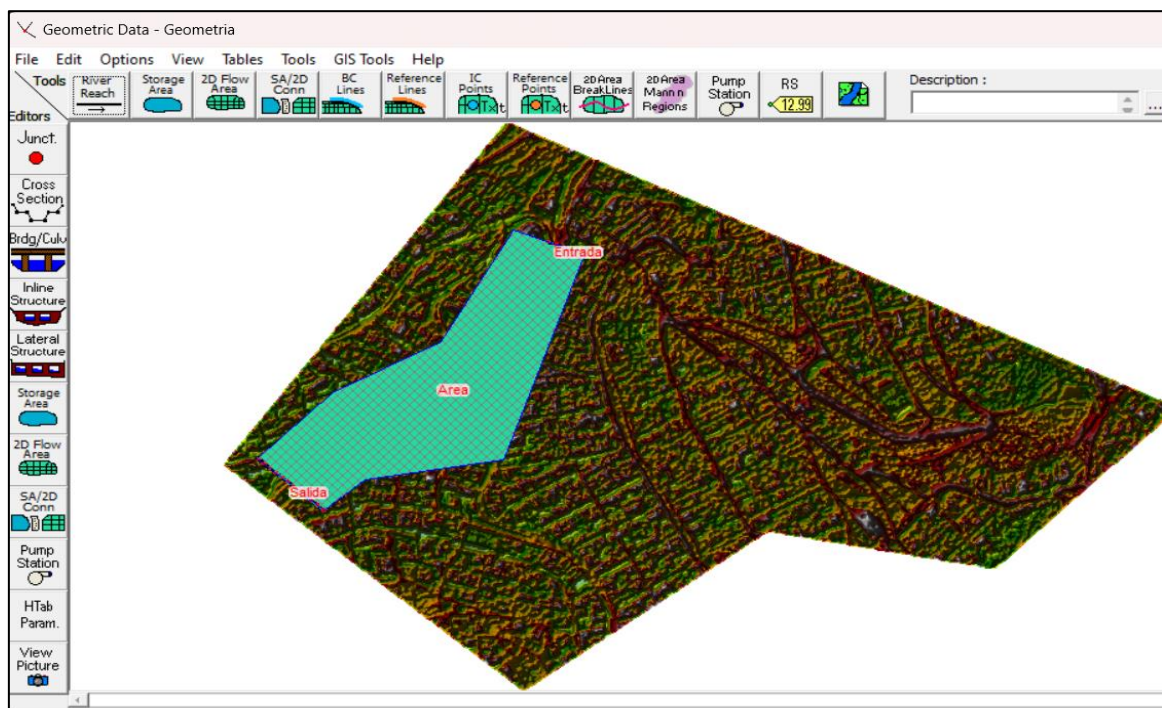 Geometric Data - Geometria
File Edit Options View Tables Tools GIS Tools Help
Tools
Editors
River
Reach
Storage
Area
2D Flow
Area
SA/2D
Conn
BC
Lines
Reference
Lines
IC
Points
Reference
Points
2D Area
BreakLines
2D Area
Mann n
Regions
Pump
Station
RS
12.99
Description :
...
Junct.
Cross
Section
Brdg/Culv
Inline
Structure
Lateral
Structure
Storage
Area
2D Flow
Area
SA/2D
Conn
Pump
Station
HTab
Param.
View
Picture
Entrada
Area
Salida